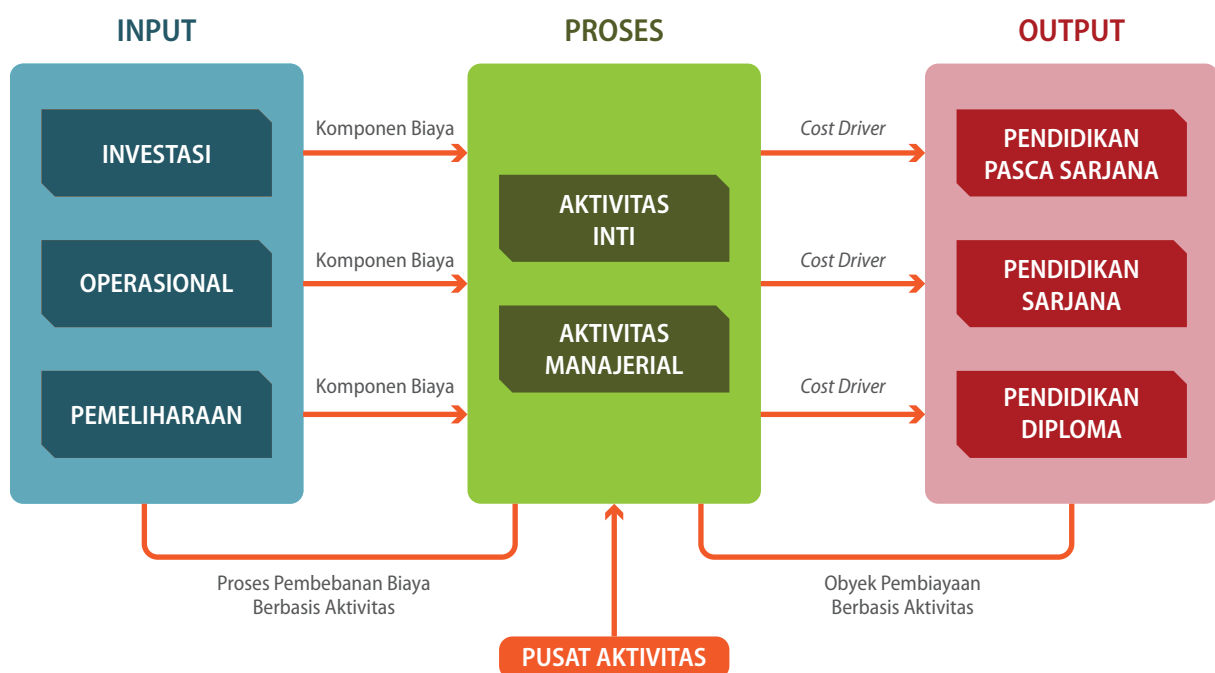 INPUT
PROSES
OUTPUT
INVESTASI
OPERASIONAL
PEMELIHARAAN
Komponen Biaya
Komponen Biaya
Komponen Biaya
AKTIVITAS
INTI
AKTIVITAS
MANAJERIAL
Cost Driver
Cost Driver
Cost Driver
PENDIDIKAN
PASCA SARJANA
PENDIDIKAN
SARJANA
PENDIDIKAN
DIPLOMA
Proses Pembebanan Biaya
Berbasis Aktivitas
Obyek Pembiayaan
Berbasis Aktivitas
PUSAT AKTIVITAS